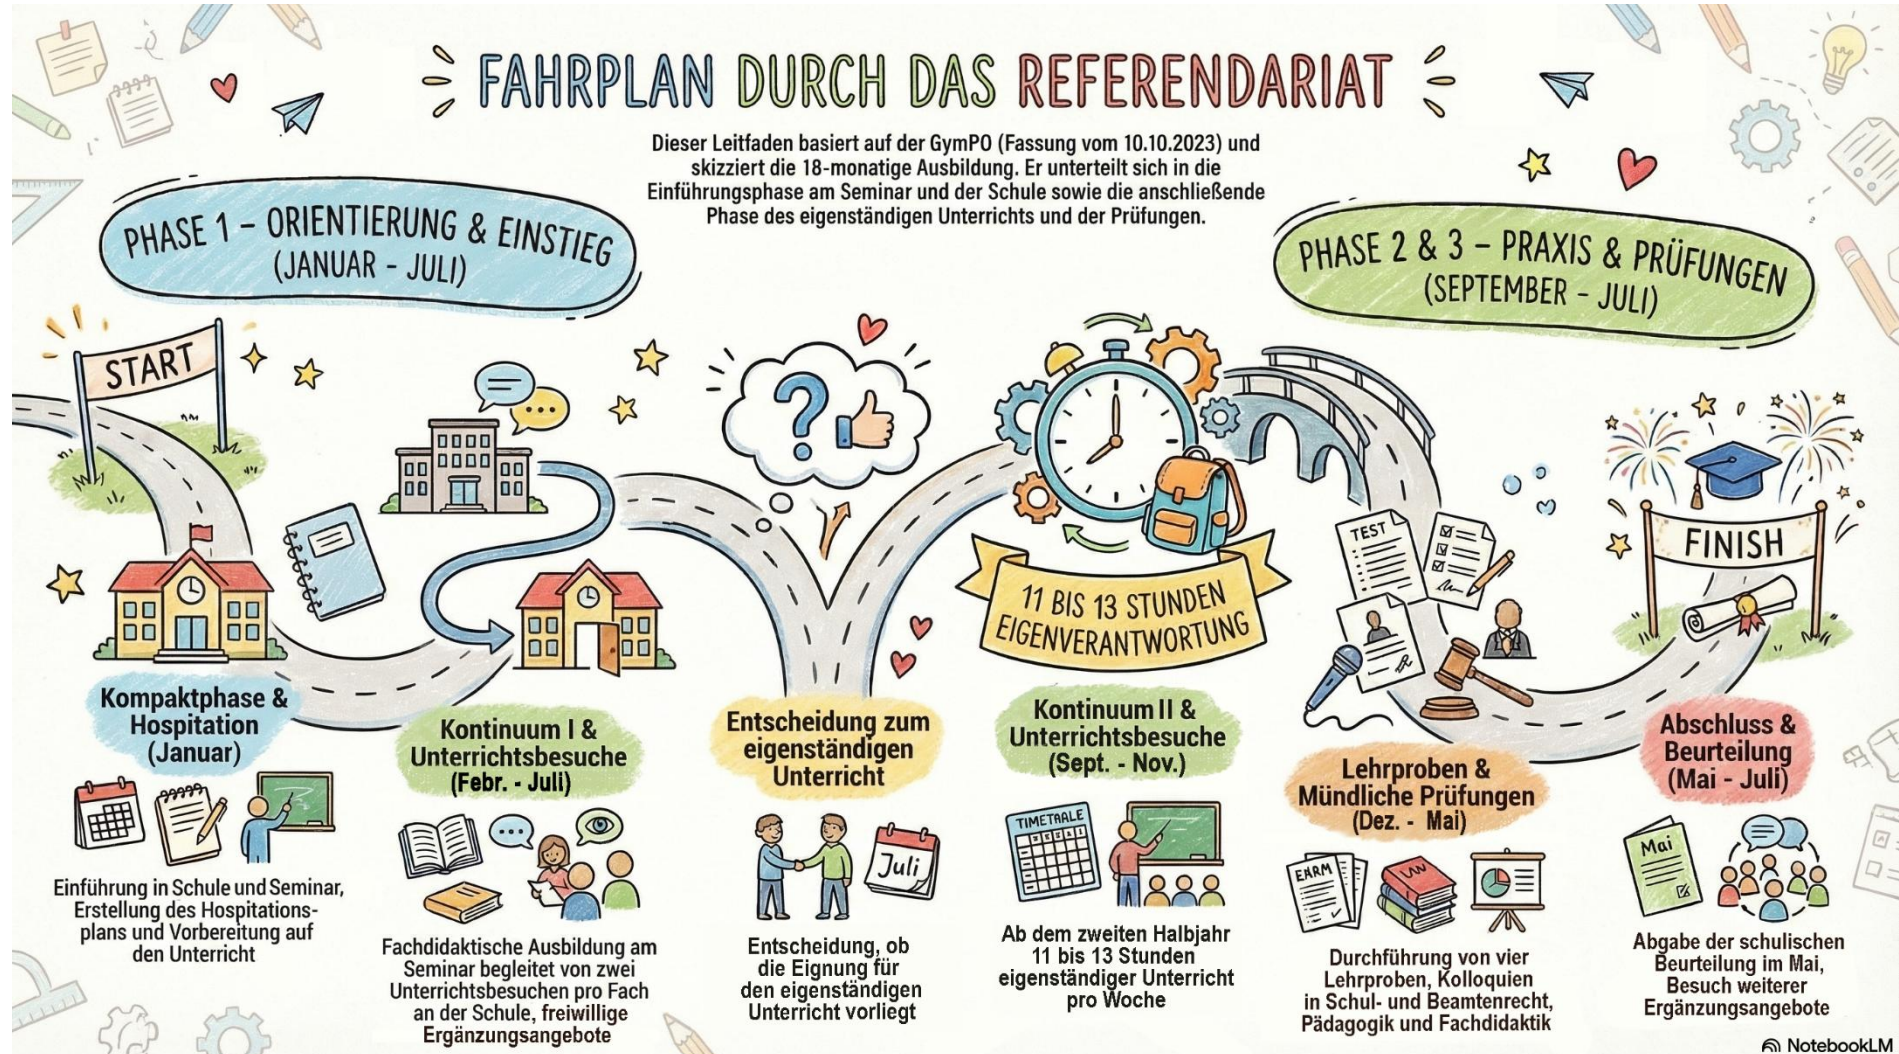 FAHRPLAN DURCH DAS REFERENDARIAT
Dieser Leitfaden basiert auf der GymPO (Fassung vom 10.10.2023) und
skizziert die 18-monatige Ausbildung. Er unterteilt sich in die
Einführungsphase am Seminar und der Schule sowie die anschließende
Phase des eigenständigen Unterrichts und der Prüfungen.
PHASE 1 – ORIENTIERUNG & EINSTIEG
(JANUAR - JULI)
PHASE 2 & 3 – PRAXIS & PRÜFUNGEN
(SEPTEMBER - JULI)
START
Kompaktphase &
Hospitation
(Januar)
Einführung in Schule und Seminar,
Erstellung des Hospitations-
plans und Vorbereitung auf
den Unterricht
Kontinuum I &
Unterrichtsbesuche
(Febr. - Juli)
Fachdidaktische Ausbildung am
Seminar begleitet von zwei
Unterrichtsbesuchen pro Fach
an der Schule, freiwillige
Ergänzungsangebote
Entscheidung zum
eigenständigen
Unterricht
Juli
Entscheidung, ob
die Eignung für
den eigenständigen
Unterricht vorliegt
11 BIS 13 STUNDEN
EIGENVERANTWORTUNG
Kontinuum II &
Unterrichtsbesuche
(Sept. - Nov.)
TIMETRALE
Ab dem zweiten Halbjahr
11 bis 13 Stunden
eigenständiger Unterricht
pro Woche
TEST
Lehrproben &
Mündliche Prüfungen
(Dez. - Mai)
EXRM
Durchführung von vier
Lehrproben, Kolloquien
in Schul- und Beamtenrecht,
Pädagogik und Fachdidaktik
FINISH
Abschluss &
Beurteilung
(Mai - Juli)
Mai
Abgabe der schulischen
Beurteilung im Mai,
Besuch weiterer
Ergänzungsangebote
NotebookLM